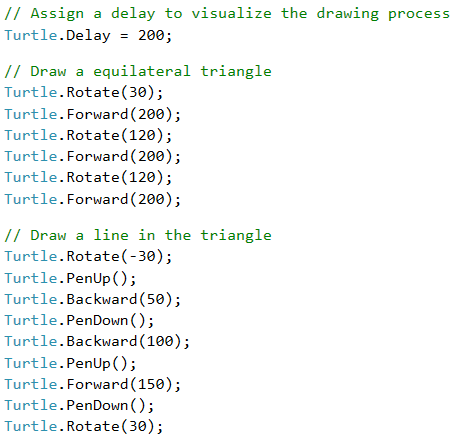 // Assign a delay to visualize the drawing process
Turtle.Delay = 200;
// Draw a equilateral triangle
Turtle.Rotate(30);
Turtle.Forward(200);
Turtle.Rotate(120);
Turtle.Forward(200);
Turtle.Rotate(120);
Turtle.Forward(200);
// Draw a line in the triangle
Turtle.Rotate(-30);
Turtle.PenUp();
Turtle.Backward(50);
Turtle.PenDown();
Turtle.Backward(100);
Turtle.PenUp();
Turtle.Forward(150);
Turtle.PenDown();
Turtle.Rotate(30);